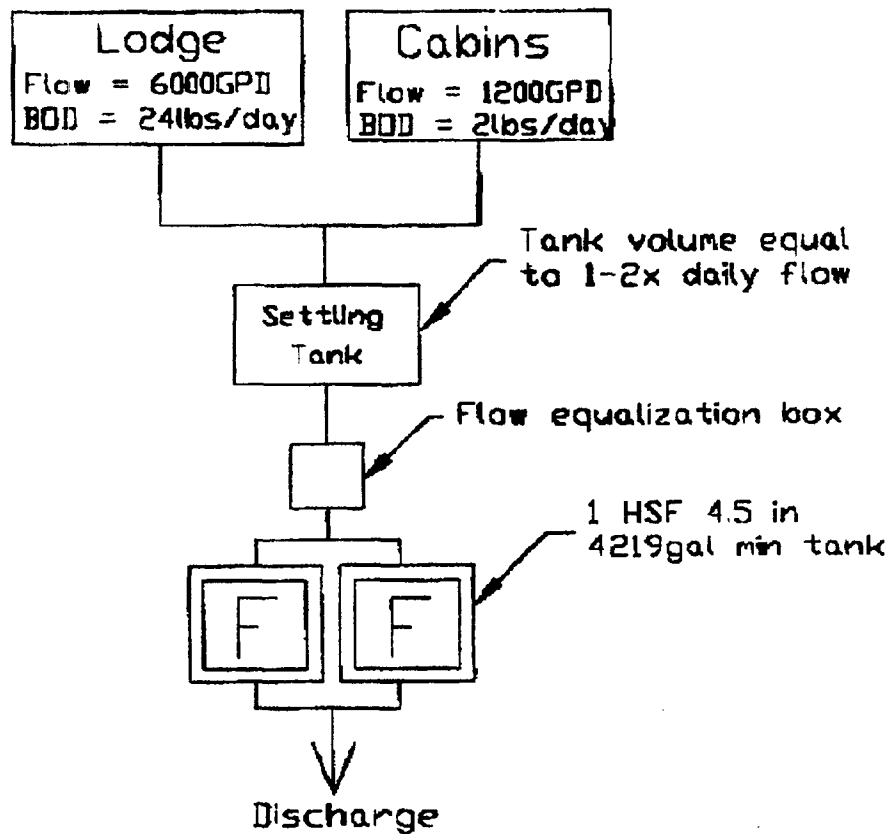 Lodge
Flow = 6000GPD
BOD = 24lbs/day
Cabins
Flow = 1200GPD
BOD = 2lbs/day
Tank volume equal
to 1-2x daily flow
Settling
Tank
Flow equalization box
1 HSF 4.5 in
4219gal min tank
F F
Discharge